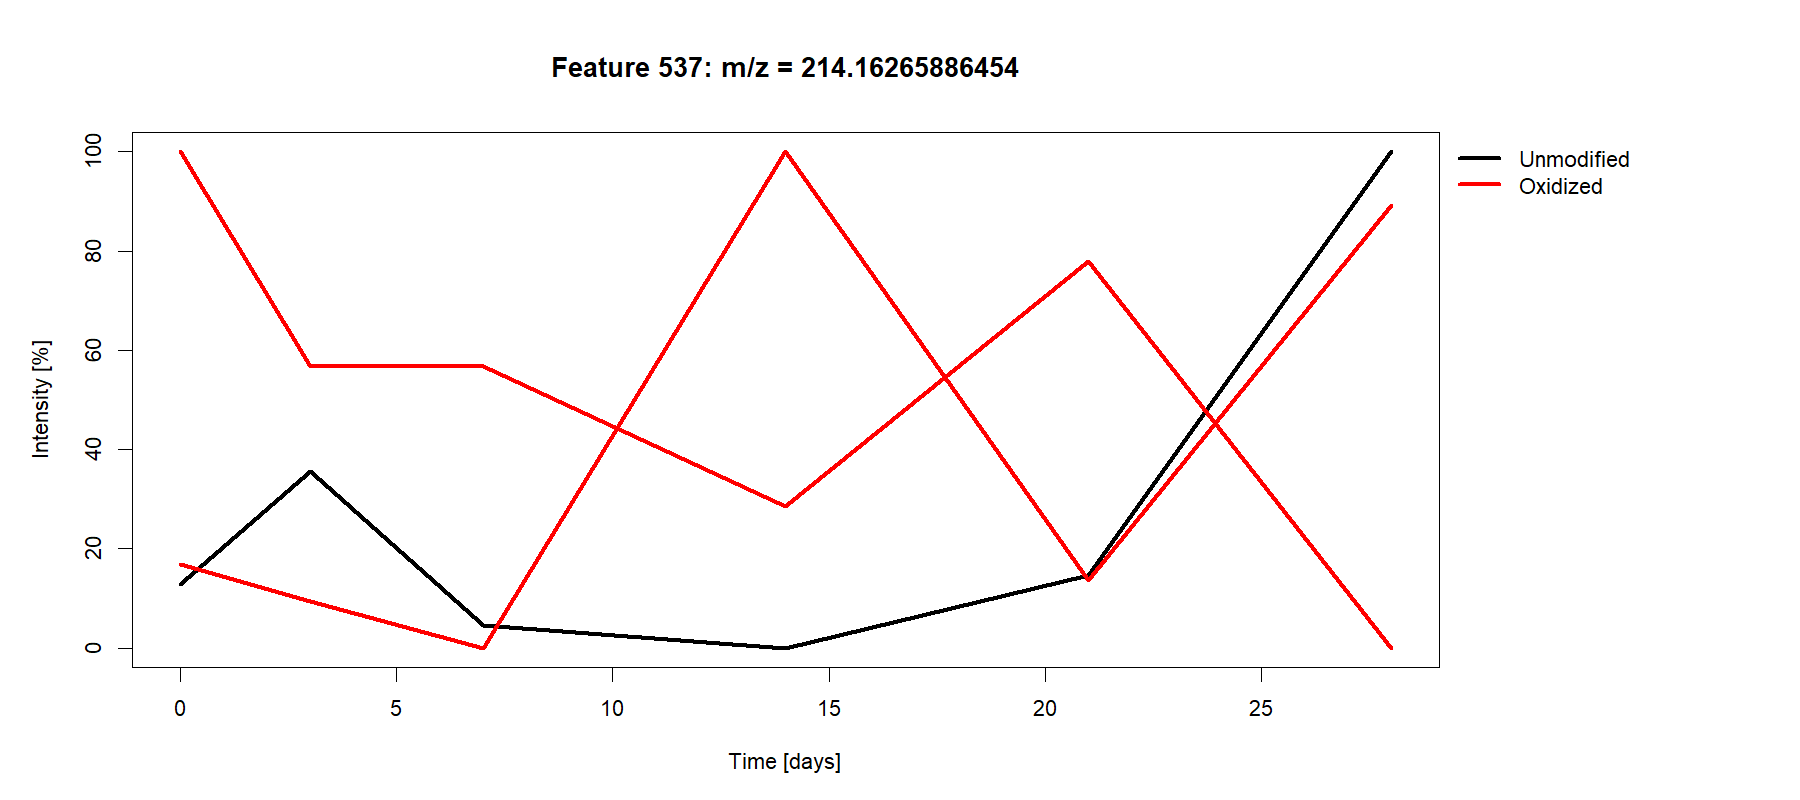 Feature 537: m/z = 214.16265886454
Unmodified
Oxidized
Intensity [%]
100
80
60
40
20
0
0 5 10 15 20 25
Time [days]